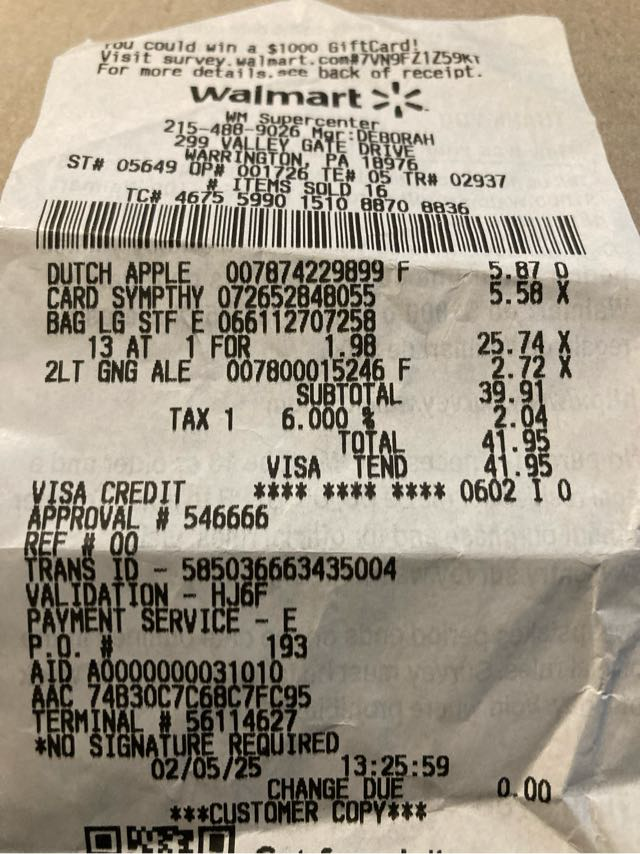 You could win a $1000 GiftCard!
Visit survey.walmart.com#7VN9FZ1Z59KT
For more details.see back of receipt.
Walmart
WM Supercenter
215-488-9026 Mgr:DEBORAH
299 VALLEY GATE DRIVE
WARRINGTON, PA 18976
ST# 05649 OP# 001726 TE# 05 TR# 02937
# ITEMS SOLD 16
TC# 4675 5990 1510 8870 8836
DUTCH APPLE 007874229899 F 5.87 O
CARD SYMPTHY 072652848055 5.58 X
BAG LG STF E 066112707258
13 AT 1 FOR 1.98 25.74 X
2LT GNG ALE 007800015246 F 2.72 X
SUBTOTAL 39.91
TAX 1 6.000 % 2.04
TOTAL 41.95
VISA TEND 41.95
VISA CREDIT **** **** **** 0602 I 0
APPROVAL # 546666
REF # 00
TRANS ID - 585036663435004
VALIDATION - HJ6F
PAYMENT SERVICE - E
P.O. # 193
AID A0000000031010
AAC 74B30C7C68C7FC95
TERMINAL # 56114627
*NO SIGNATURE REQUIRED
02/05/25 13:25:59
CHANGE DUE 0.00
***CUSTOMER COPY***